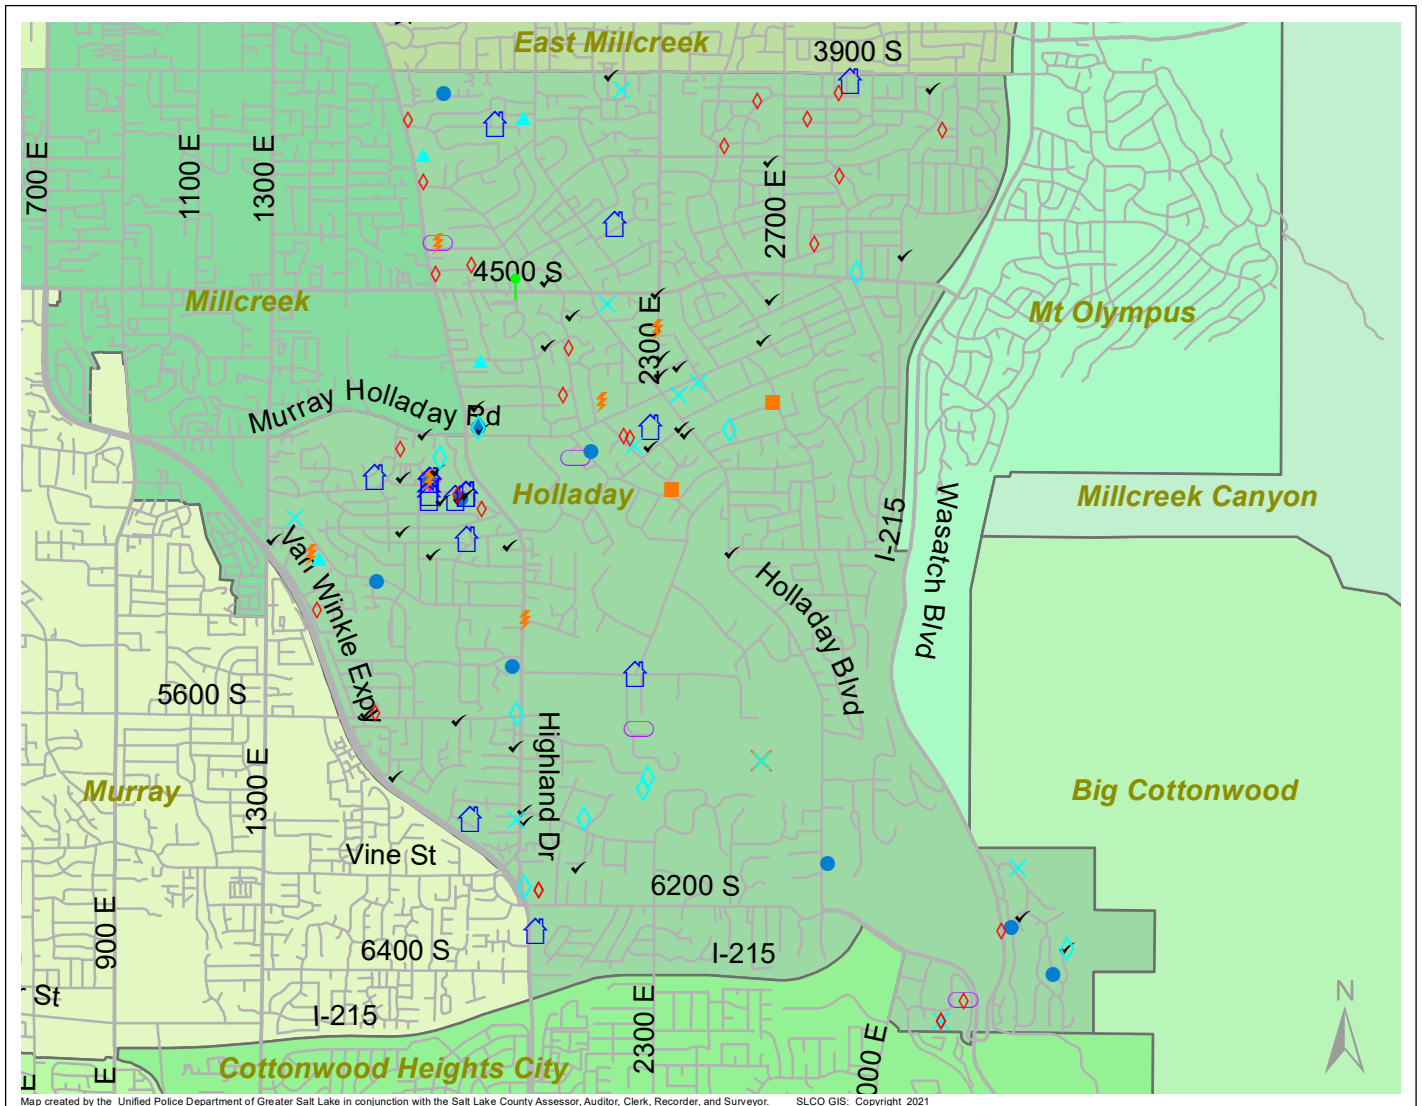 East Millcreek
3900 S
700 E
1100 E
1300 E
2700 E
4500 S
Millcreek
Mt Olympus
2300 E
Murray Holladay Rd
Holladay
Millcreek Canyon
I-215
Wasatch Blvd
Van Winkle Expy
Holladay Blvd
5600 S
Highland Dr
Murray
1300 E
Big Cottonwood
Vine St
6200 S
900 E
6400 S
I-215
St
I-215
2300 E
N
000 E
Cottonwood Heights City
E
E
Map created by the Unified Police Department of Greater Salt Lake in conjunction with the Salt Lake County Assessor, Auditor, Clerk, Recorder, and Surveyor. SLCO GIS: Copyright 2021